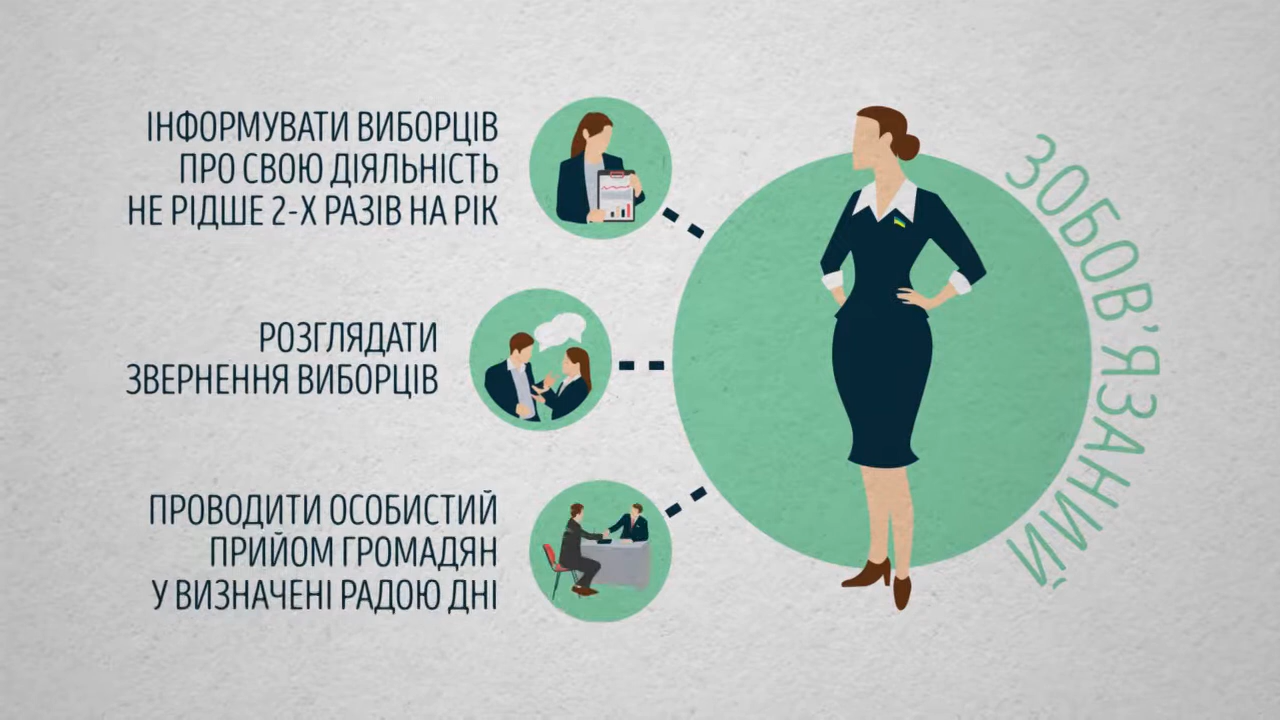 ІНФОРМУВАТИ ВИБОРЦІВ
ПРО СВОЮ ДІЯЛЬНІСТЬ
НЕ РІДШЕ 2-Х РАЗІВ НА РІК
РОЗГЛЯДАТИ
ЗВЕРНЕННЯ ВИБОРЦІВ
ПРОВОДИТИ ОСОБИСТИЙ
ПРИЙОМ ГРОМАДЯН
У ВИЗНАЧЕНІ РАДОЮ ДНІ
ЗОБОВ'ЯЗАНИЙ